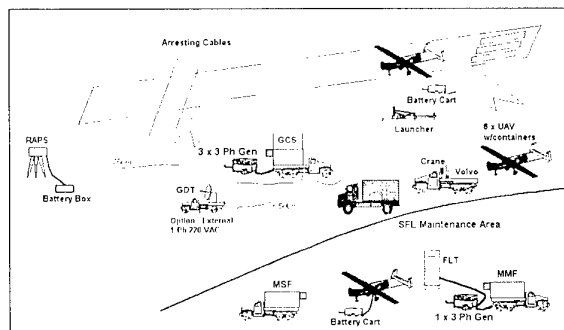 Arresting Cables
Battery Cart
Launcher
6 x UAV
w/containers
RAPS
3 x 3 Ph Gen
GCS
Crane
Volvo
Battery Box
GDT
Option External
1 Ph 220 VAC
SFL Maintenance Area
FLT
MSF
MMF
Battery Cart
1 x 3 Ph Gen